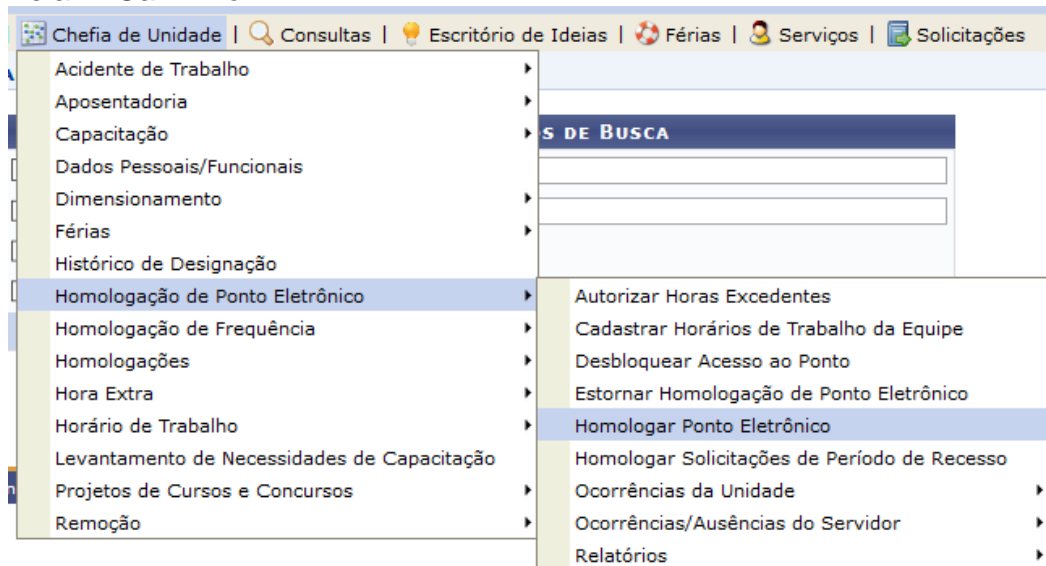 Chefia de Unidade | Consultas | Escritório de Ideias | Férias | Serviços | Solicitações
Acidente de Trabalho
Aposentadoria
Capacitação
S DE BUSCA
Dados Pessoais/Funcionais
Dimensionamento
Férias
Histórico de Designação
Homologação de Ponto Eletrônico
Homologação de Frequência
Homologações
Hora Extra
Horário de Trabalho
Levantamento de Necessidades de Capacitação
Projetos de Cursos e Concursos
Remoção
Autorizar Horas Excedentes
Cadastrar Horários de Trabalho da Equipe
Desbloquear Acesso ao Ponto
Estornar Homologação de Ponto Eletrônico
Homologar Ponto Eletrônico
Homologar Solicitações de Período de Recesso
Ocorrências da Unidade
Ocorrências/Ausências do Servidor
Relatórios